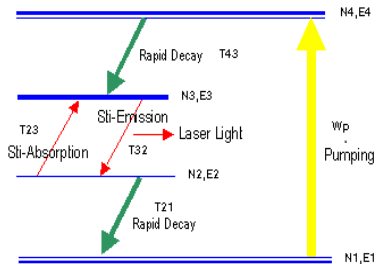 N4,E4
Rapid Decay T43
N3,E3
Sti-Emission
T23
Laser Light
Wp
Sti-Absorption
T32
Pumping
N2,E2
T21
Rapid Decay
N1,E1